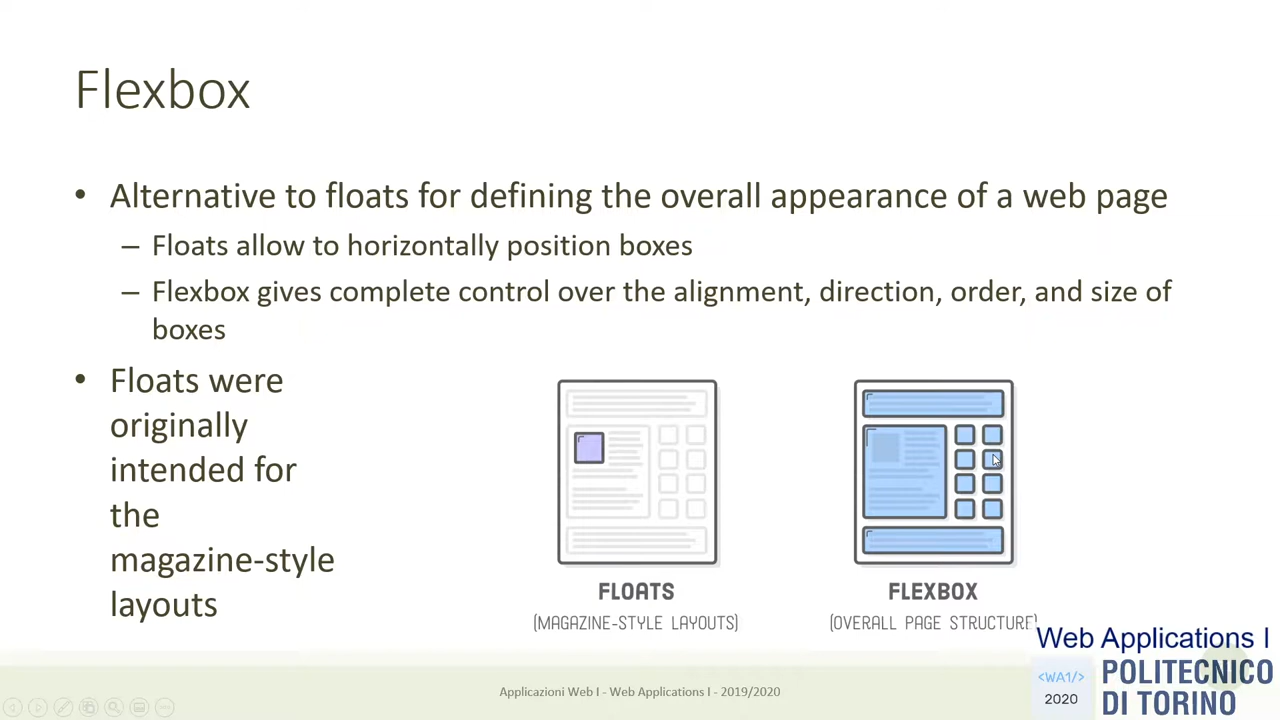 Flexbox
• Alternative to floats for defining the overall appearance of a web page
– Floats allow to horizontally position boxes
– Flexbox gives complete control over the alignment, direction, order, and size of
boxes
• Floats were
originally
intended for
the
magazine-style
layouts
FLOATS
(MAGAZINE-STYLE LAYOUTS)
FLEXBOX
(OVERALL PAGE STRUCTURE)
Applicazioni Web I - Web Applications I - 2019/2020
Web Applications I
<WA1/>
2020
POLITECNICO
DI TORINO